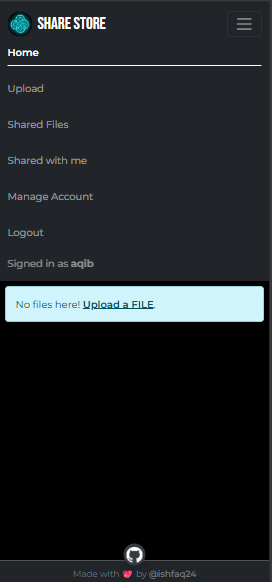 SHARE STORE
Home
Upload
Shared Files
Shared with me
Manage Account
Logout
Signed in as aqib
No files here! Upload a FILE.
Made with 💖 by @ishfaq24